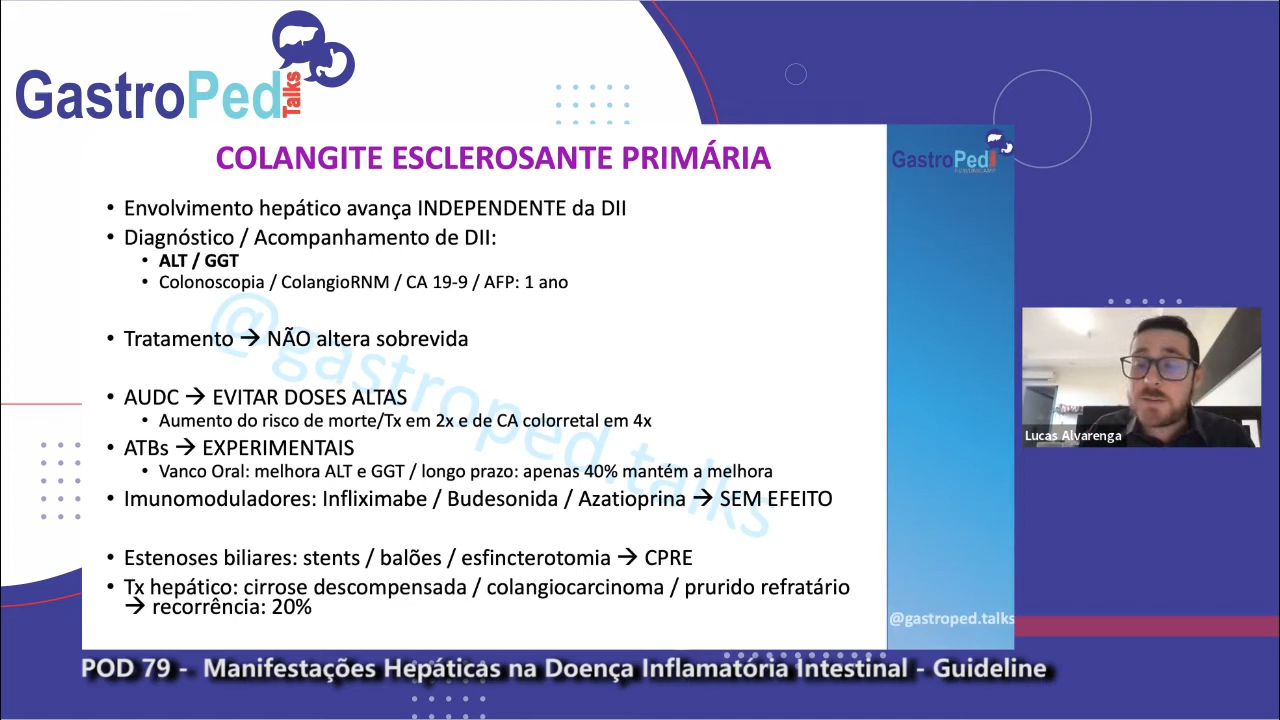 GastroPed
Talks
COLANGITE ESCLEROSANTE PRIMÁRIA
GastroPed
• Envolvimento hepático avança INDEPENDENTE da DII
• Diagnóstico / Acompanhamento de DII:
• ALT / GGT
• Colonoscopia / ColangioRNM / CA 19-9 / AFP: 1 ano
• Tratamento → NÃO altera sobrevida
@gastroped.talks
• AUDC → EVITAR DOSES ALTAS
• Aumento do risco de morte/Tx em 2x e de CA colorretal em 4x
• ATBs → EXPERIMENTAIS
• Vanco Oral: melhora ALT e GGT / longo prazo: apenas 40% mantém a melhora
• Imunomoduladores: Infliximabe / Budesonida / Azatioprina → SEM EFEITO
• Estenoses biliares: stents / balões / esfincterotomia → CPRE
• Tx hepático: cirrose descompensada / colangiocarcinoma / prurido refratário
→ recorrência: 20%
@gastroped.talks
Lucas Alvarenga
POD 79 - Manifestações Hepáticas na Doença Inflamatória Intestinal - Guideline